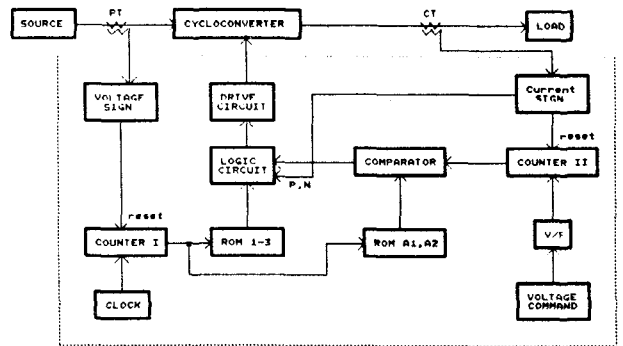 PT
CT
SOURCE
CYCLOCONVERTER
LOAD
VOLTAGE
SIGN
DRIVE
CIRCUIT
Current
SIGN
reset
LOGIC
CIRCUIT
COMPARATOR
COUNTER II
P,N
reset
COUNTER I
ROM 1-3
ROM A1,A2
V/F
CLOCK
VOLTAGE
COMMAND